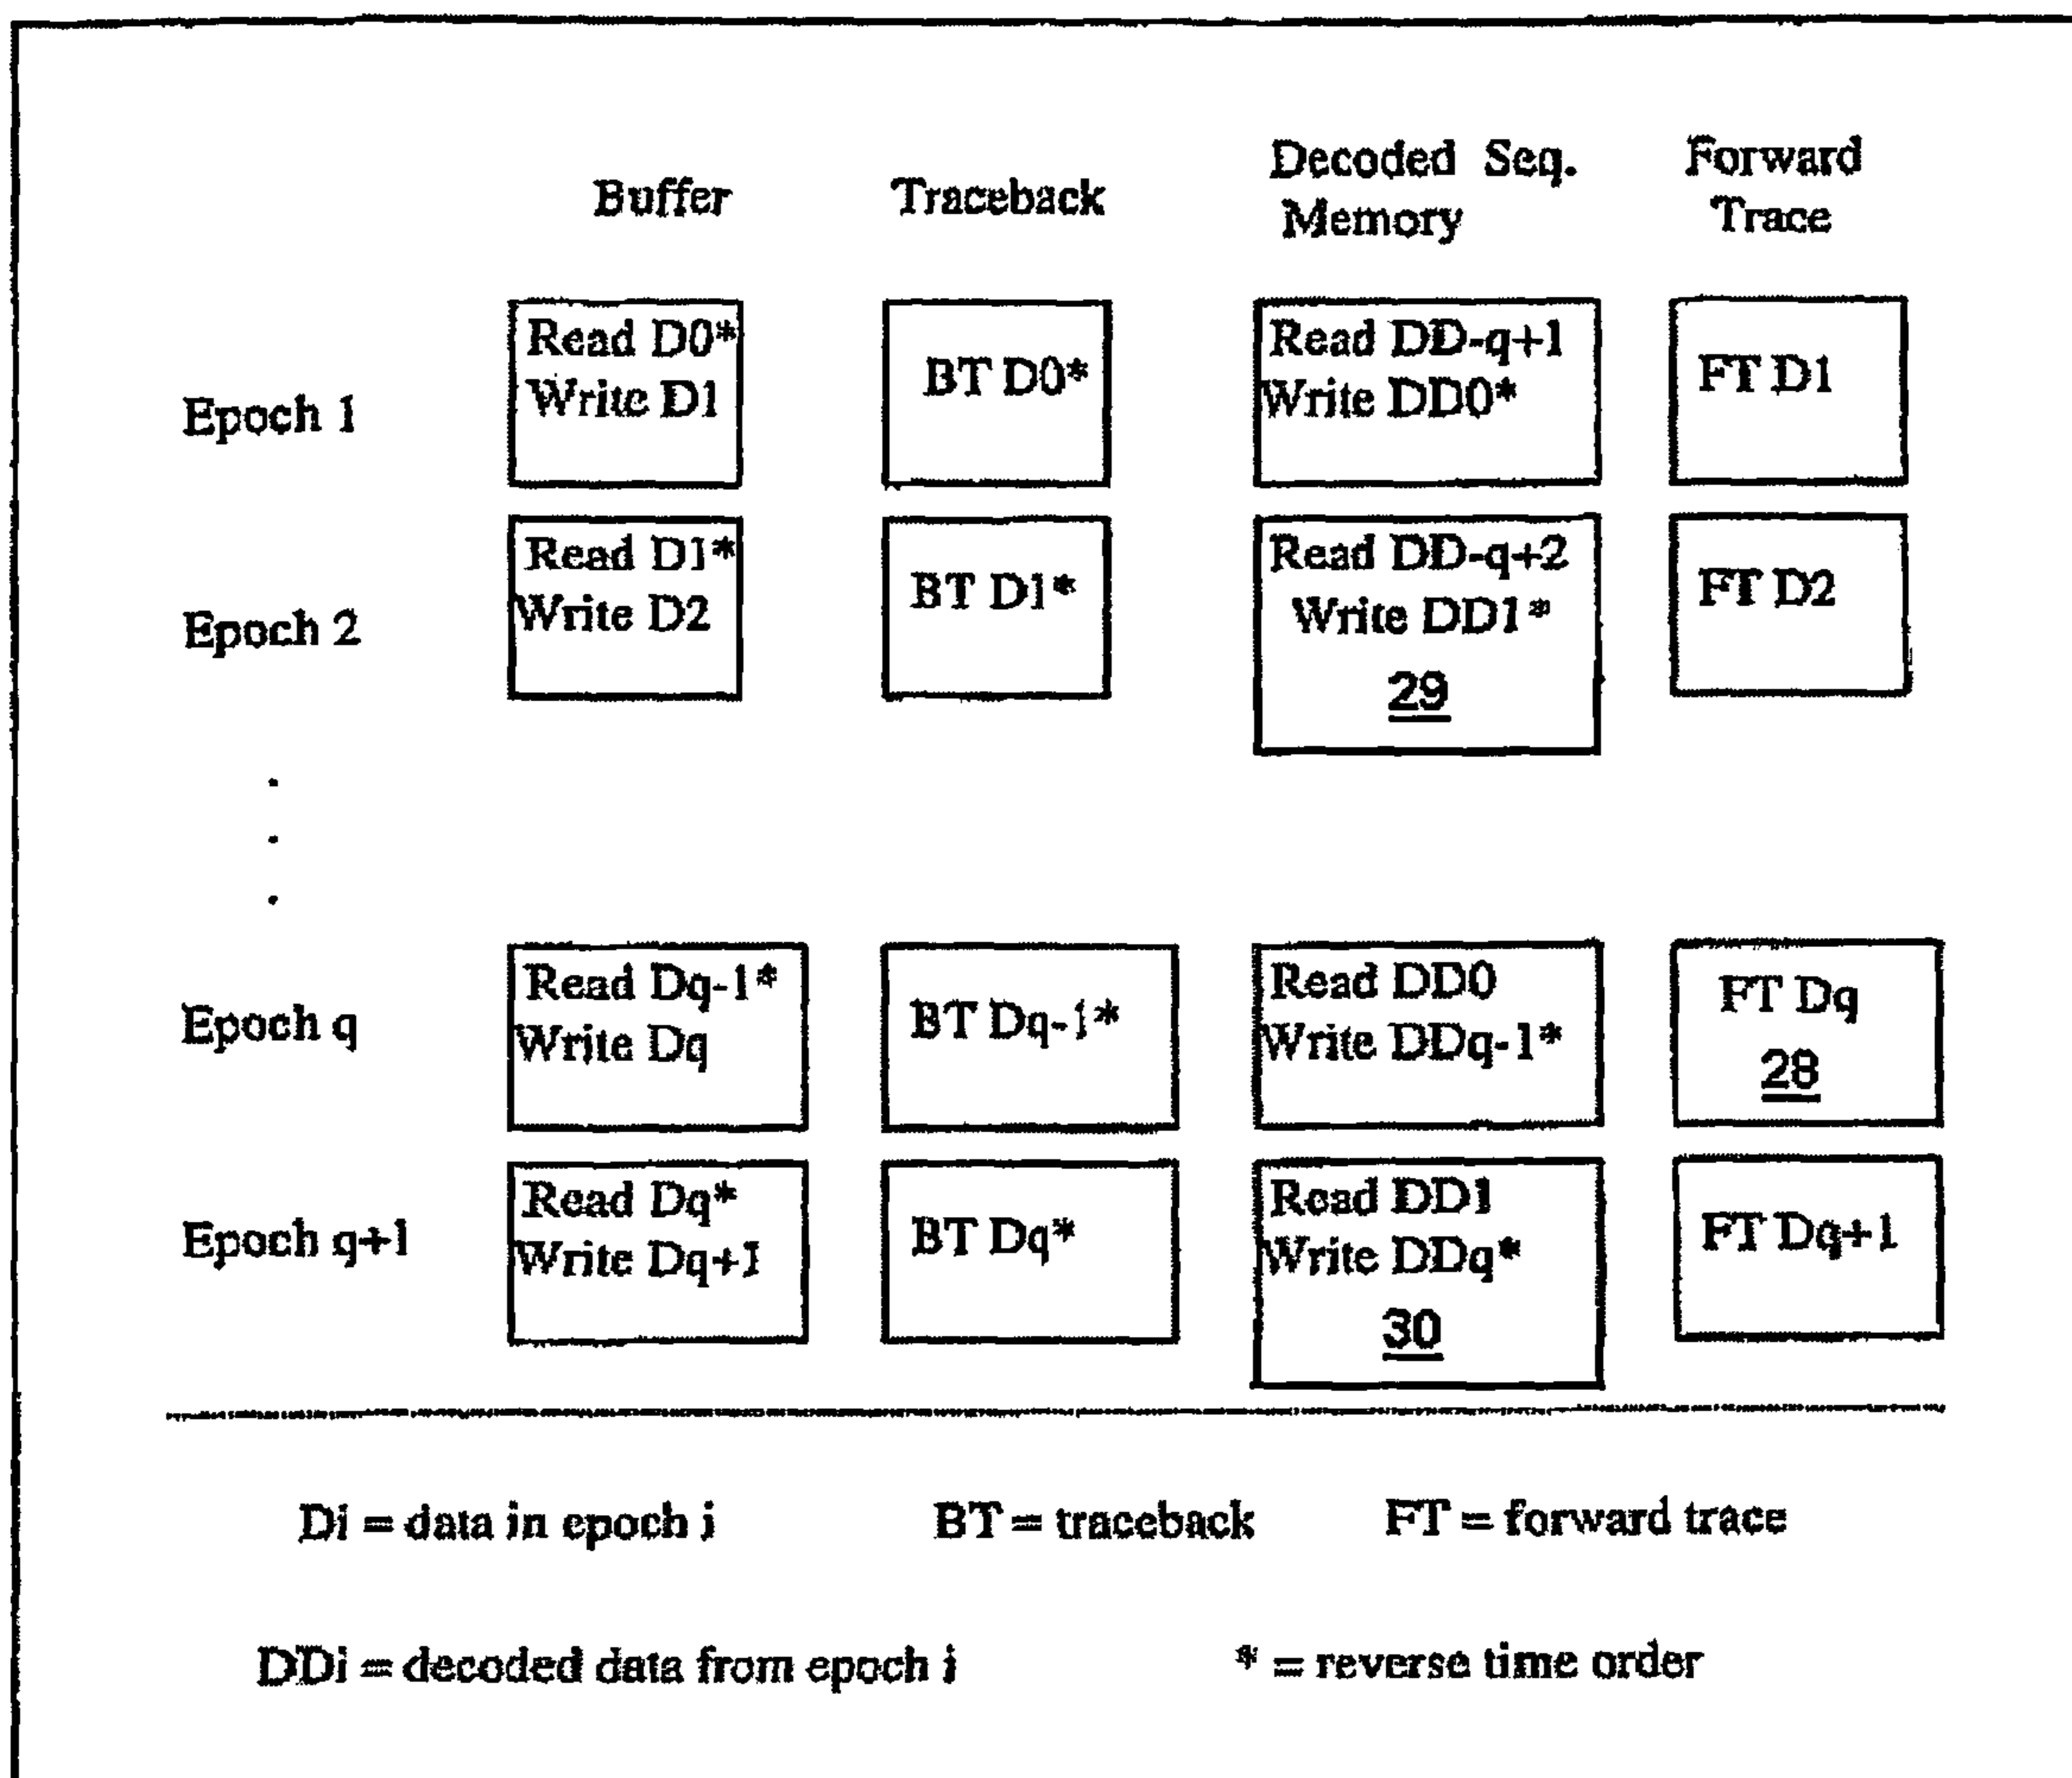 Buffer Traceback Decoded Seq. Memory Forward Trace
Epoch 1
Read D0*
Write D1
BT D0*
Read DD-q+1
Write DD0*
FT D1
Epoch 2
Read D1*
Write D2
BT D1*
Read DD-q+2
Write DD1*
29
FT D2
.
.
.
Epoch q
Read Dq-1*
Write Dq
BT Dq-1*
Read DD0
Write DDq-1*
FT Dq
28
Epoch q+1
Read Dq*
Write Dq+1
BT Dq*
Read DD1
Write DDq*
30
FT Dq+1
Di = data in epoch i BT = traceback FT = forward trace
DDi = decoded data from epoch i * = reverse time order